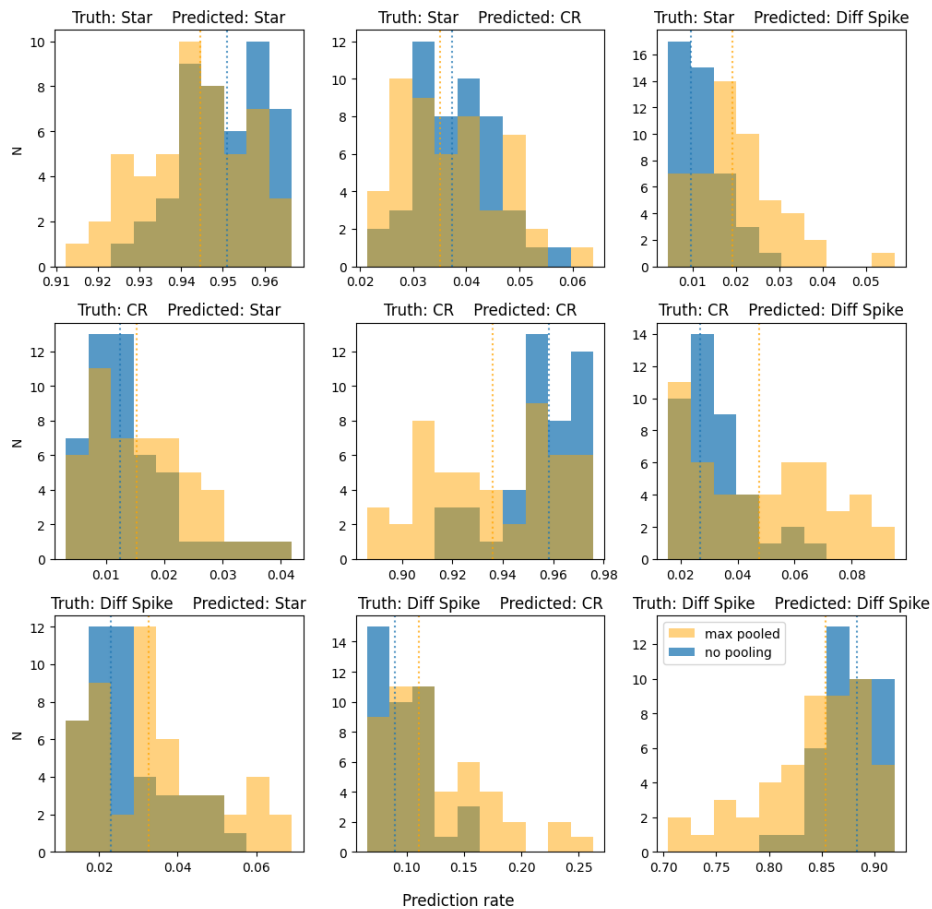 Truth: Star Predicted: Star
Truth: Star Predicted: CR
Truth: Star Predicted: Diff Spike
10
8
6
4
2
0
N
0.91 0.92 0.93 0.94 0.95 0.96
12
10
8
6
4
2
0
0.03 0.04 0.05 0.06
16
14
12
10
8
6
4
2
0
0.01 0.02 0.03 0.04 0.05
Truth: CR Predicted: Star
Truth: CR Predicted: CR
Truth: CR Predicted: Diff Spike
12
10
8
6
4
2
0
N
0.01 0.02 0.03 0.04
12
10
8
6
4
2
0
0.90 0.92 0.94 0.96 0.98
14
12
10
8
6
4
2
0
0.02 0.04 0.06 0.08
Truth: Diff Spike Predicted: Star
Truth: Diff Spike Predicted: CR
Truth: Diff Spike Predicted: Diff Spike
12
10
8
6
4
2
0
N
0.02 0.04 0.06
14
12
10
8
6
4
2
0
0.10 0.15 0.20 0.25
max pooled
no pooling
12
10
8
6
4
2
0
0.70 0.75 0.80 0.85 0.90
Prediction rate